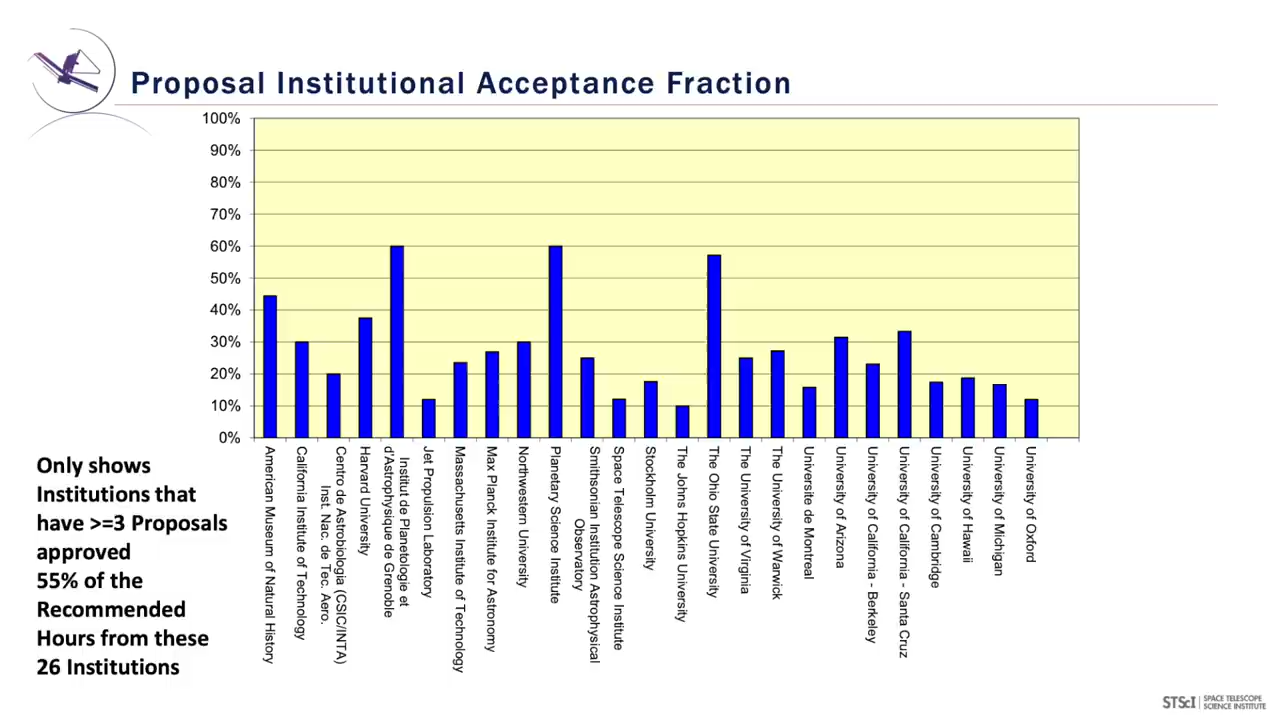 Proposal Institutional Acceptance Fraction
100%
90%
80%
70%
60%
50%
40%
30%
20%
10%
0%
American Museum of Natural History
California Institute of Technology
Centro de Astrobiologia (CSIC/INTA)
Inst. Nac. de Tec. Aero.
Harvard University
Institut de Planetologie et
d'Astrophysique de Grenoble
Jet Propulsion Laboratory
Massachusetts Institute of Technology
Max Planck Institute for Astronomy
Northwestern University
Planetary Science Institute
Smithsonian Institution Astrophysical
Observatory
Space Telescope Science Institute
Stockholm University
The Johns Hopkins University
The Ohio State University
The University of Virginia
The University of Warwick
Universite de Montreal
University of Arizona
University of California - Berkeley
University of California - Santa Cruz
University of Cambridge
University of Hawaii
University of Michigan
University of Oxford
Only shows
Institutions that
have >=3 Proposals
approved
55% of the
Recommended
Hours from these
26 Institutions
STScI
SPACE TELESCOPE
SCIENCE INSTITUTE